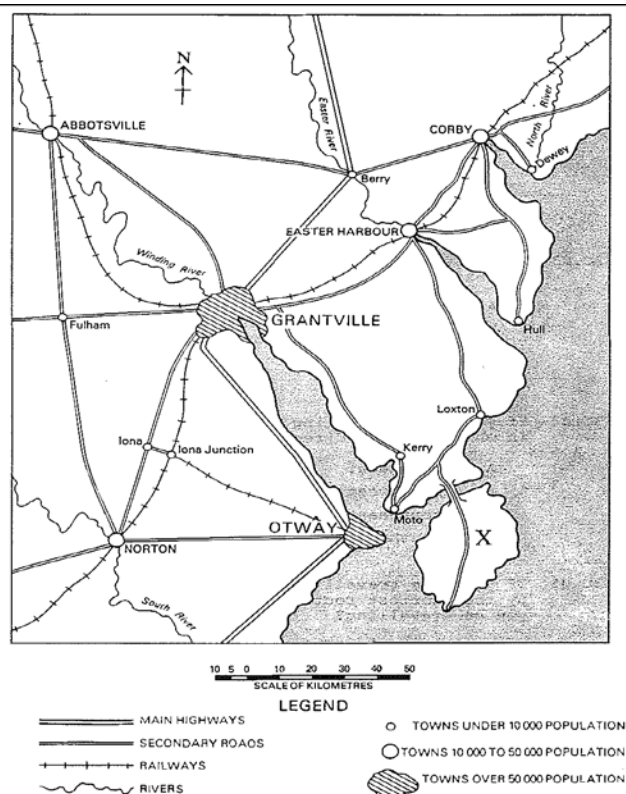 N
ABBOTSVILLE
Easter River
CORBY
North River
Dewey
Berry
EASTER HARBOUR
Winding River
GRANTVILLE
Fulham
Hull
Loxton
Iona
Iona Junction
Kerry
OTWAY
Moto
X
NORTON
South River
10 5 0 10 20 30 40 50
SCALE OF KILOMETRES
LEGEND
MAIN HIGHWAYS
SECONDARY ROADS
RAILWAYS
RIVERS
TOWNS UNDER 10 000 POPULATION
TOWNS 10 000 TO 50 000 POPULATION
TOWNS OVER 50 000 POPULATION